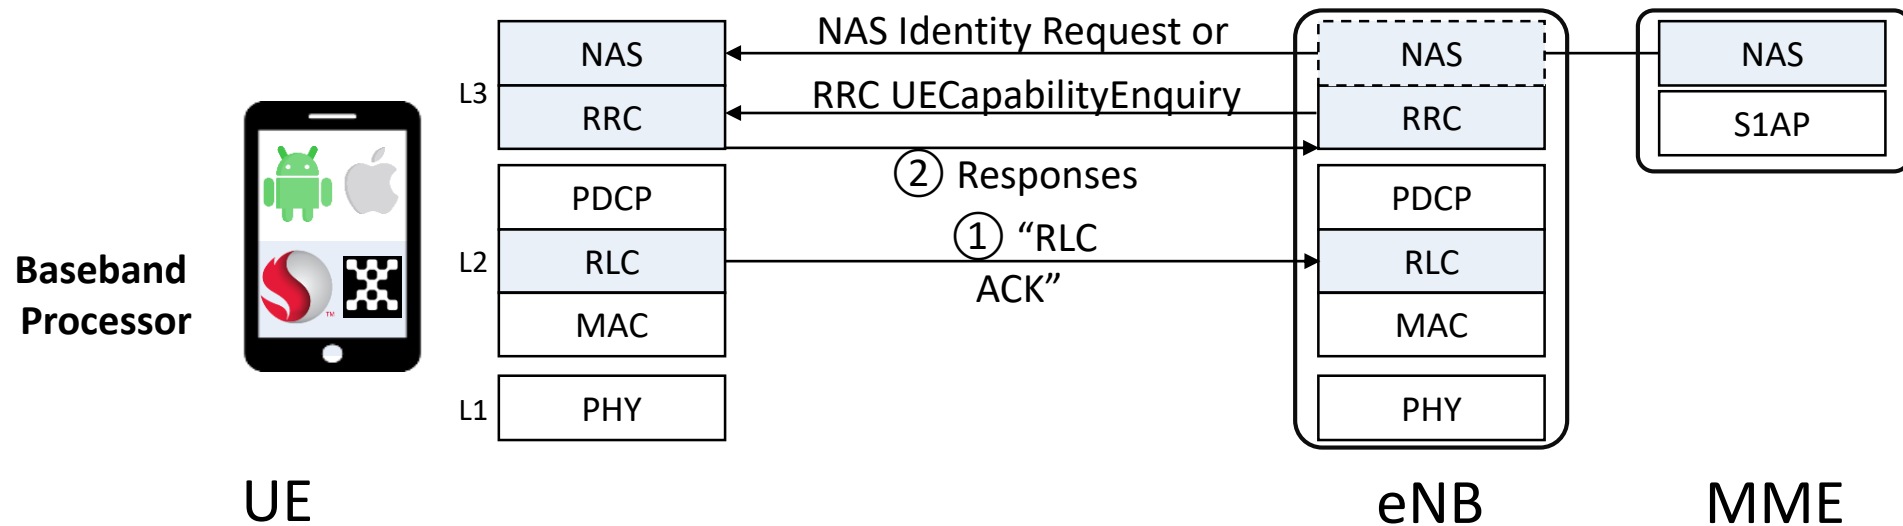 Baseband
Processor
™
UE
L3
L2
L1
NAS
RRC
PDCP
RLC
MAC
PHY
NAS Identity Request or
RRC UECapabilityEnquiry
② Responses
① “RLC
ACK”
NAS
RRC
PDCP
RLC
MAC
PHY
eNB
NAS
S1AP
MME